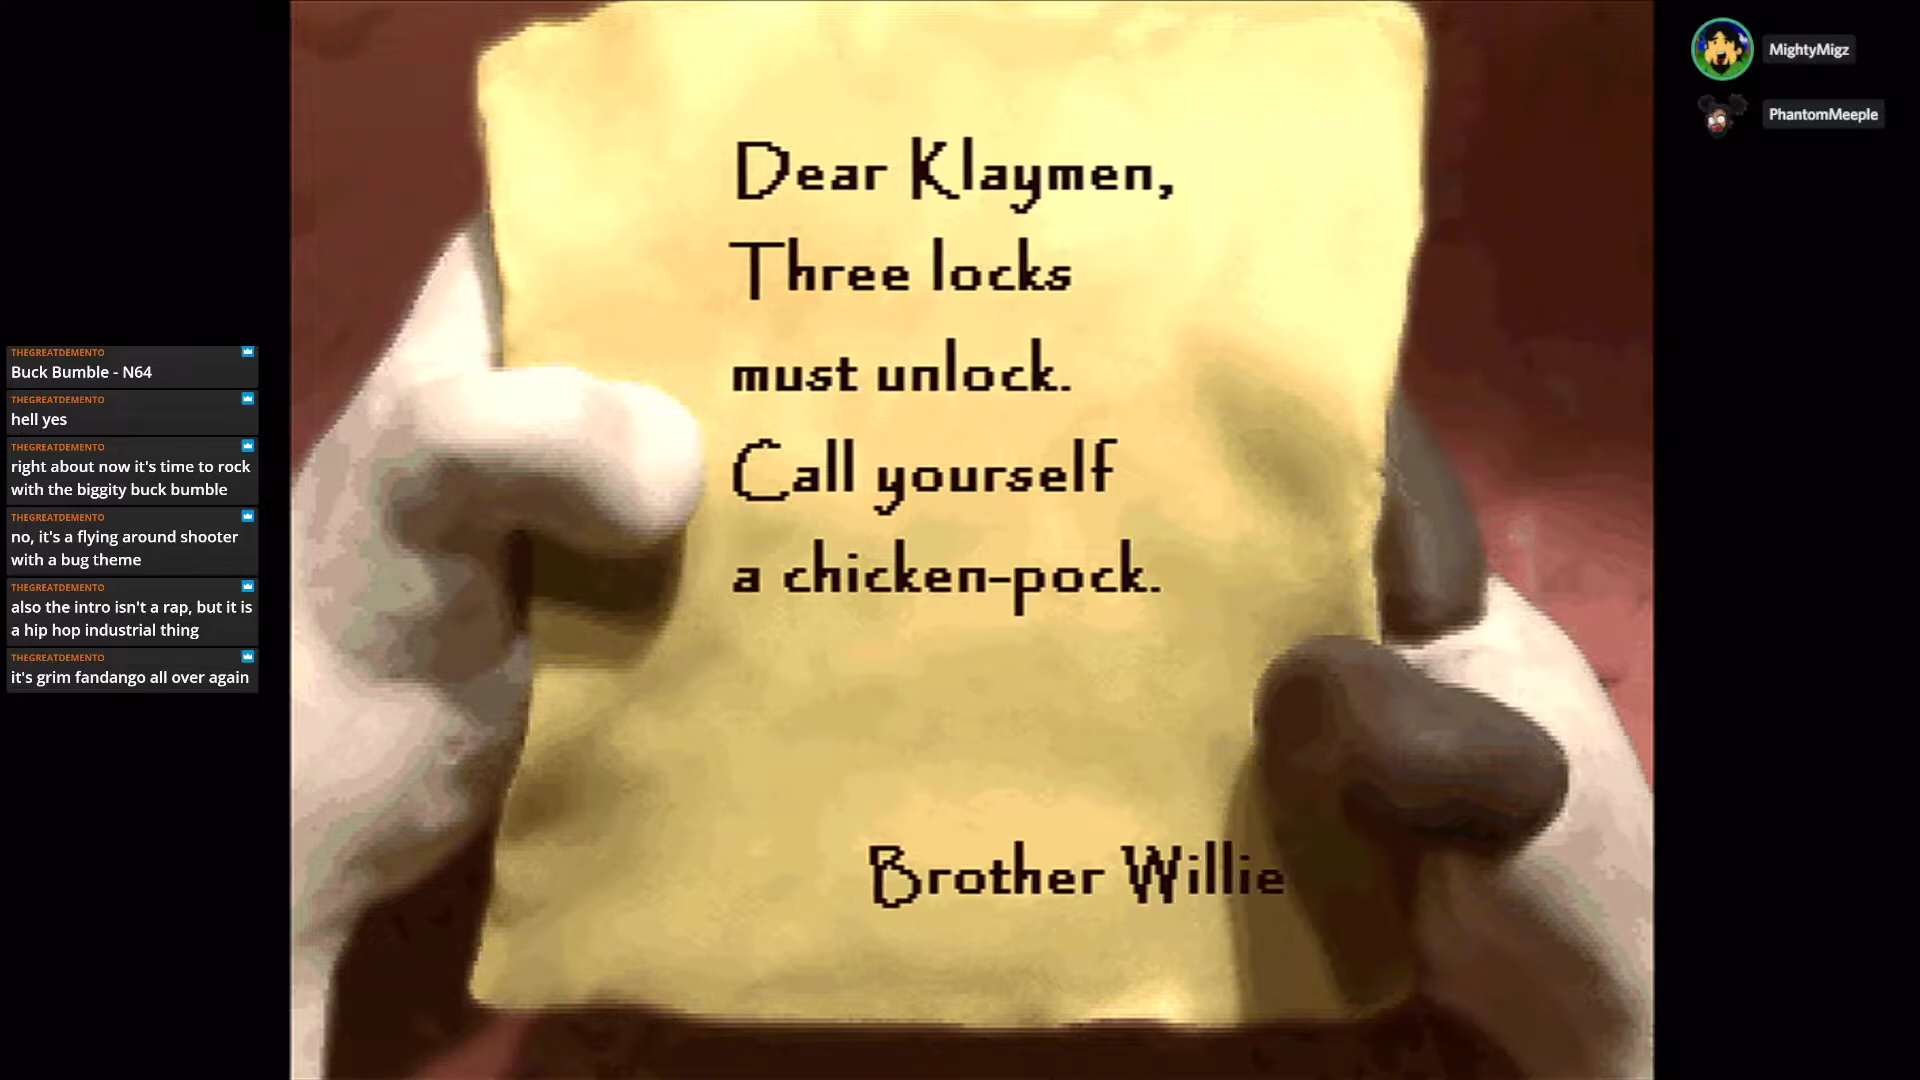 MightyMigz
PhantomMeeple
Dear Klaymen,
Three locks
must unlock.
Call yourself
a chicken-pock.
Brother Willie
THEGREATDEMENTO
Buck Bumble - N64
THEGREATDEMENTO
hell yes
THEGREATDEMENTO
right about now it's time to rock
with the biggity buck bumble
THEGREATDEMENTO
no, it's a flying around shooter
with a bug theme
THEGREATDEMENTO
also the intro isn't a rap, but it is
a hip hop industrial thing
THEGREATDEMENTO
it's grim fandango all over again